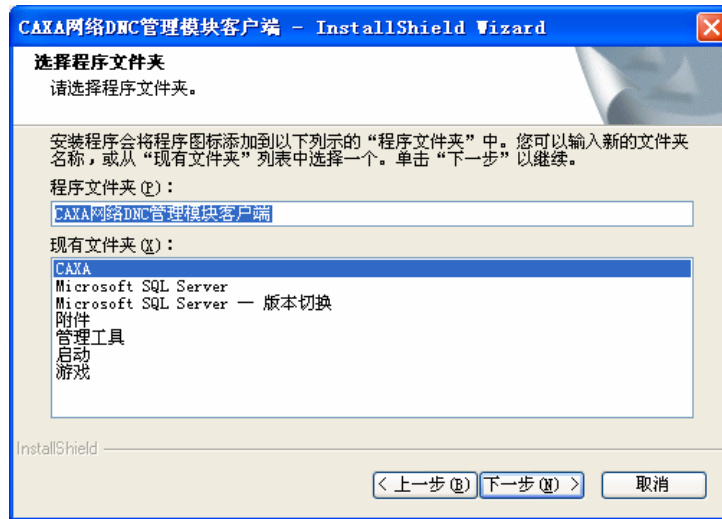 CAXA网络DNC管理模块客户端 - InstallShield Wizard
选择程序文件夹
请选择程序文件夹。
安装程序会将程序图标添加到以下列示的“程序文件夹”中。您可以输入新的文件夹
名称，或从“现有文件夹”列表中选择一个。单击“下一步”以继续。
程序文件夹(P)：
CAXA网络DNC管理模块客户端
现有文件夹(X)：
CAXA
Microsoft SQL Server
Microsoft SQL Server — 版本切换
附件
管理工具
启动
游戏
InstallShield
< 上一步(B) 下一步(N) > 取消